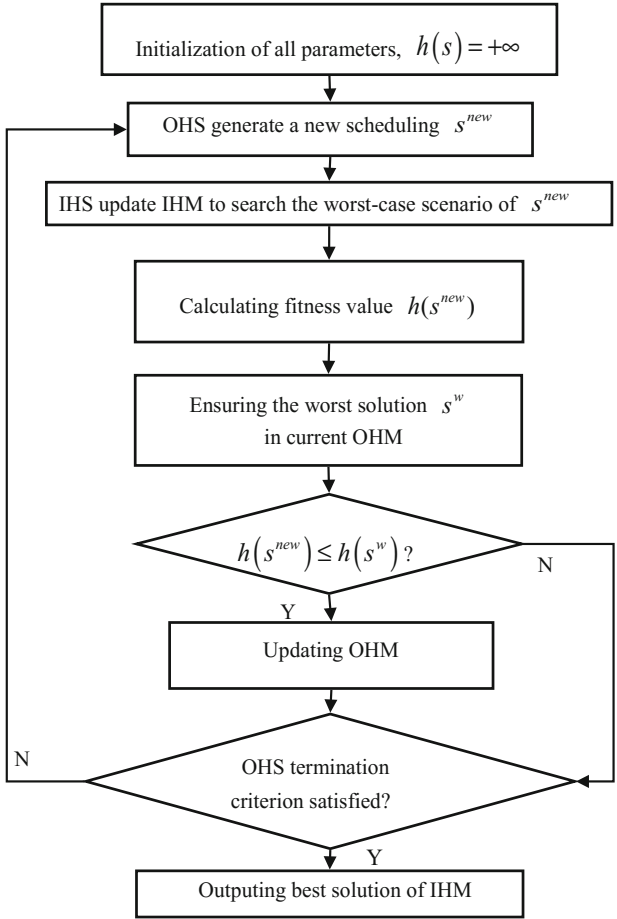 Initialization of all parameters, h(s) = +∞
OHS generate a new scheduling s^new
IHS update IHM to search the worst-case scenario of s^new
Calculating fitness value h(s^new)
Ensuring the worst solution s^w
in current OHM
h(s^new) ≤ h(s^w) ?
N
Y
Updating OHM
N
OHS termination
criterion satisfied?
Y
Outputing best solution of IHM